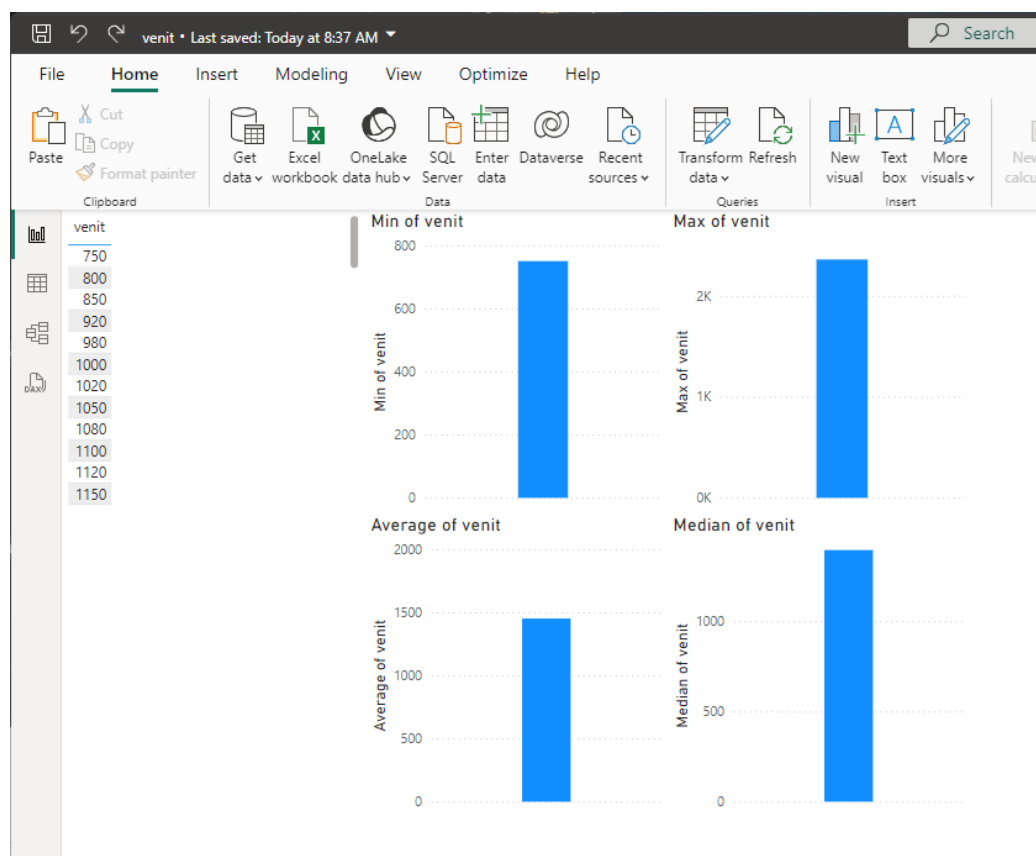 venit • Last saved: Today at 8:37 AM
Search
File Home Insert Modeling View Optimize Help
Paste
Cut
Copy
Format painter
Clipboard
Get data
Excel workbook
OneLake data hub
SQL Server
Enter data
Dataverse
Recent sources
Data
Transform data
Refresh
Queries
New visual
Text box
More visuals
Insert
DAX
venit
750
800
850
920
980
1000
1020
1050
1080
1100
1120
1150
Min of venit
Min of venit
800
600
400
200
0
Max of venit
Max of venit
2K
1K
0K
Average of venit
Average of venit
2000
1500
1000
500
0
Median of venit
Median of venit
1000
500
0